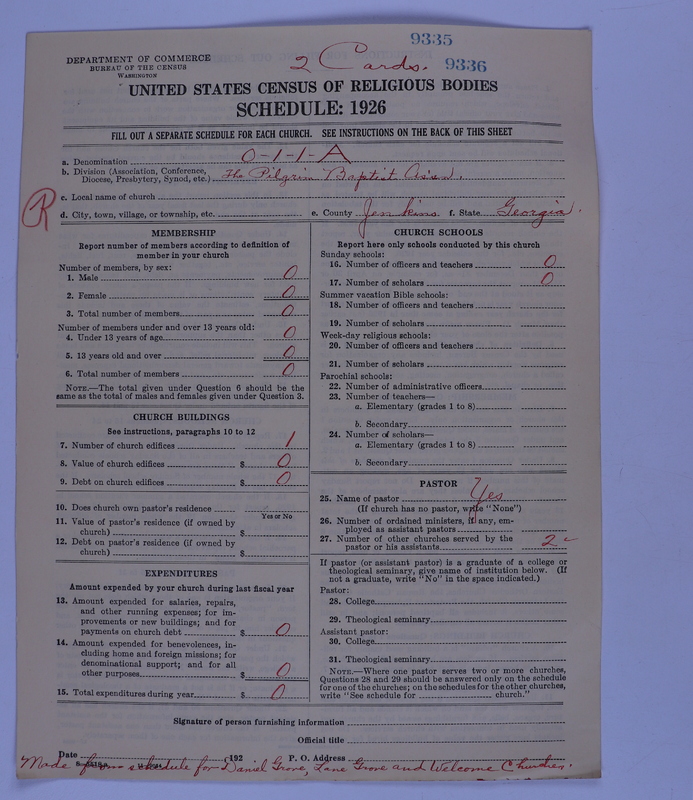 9335
DEPARTMENT OF COMMERCE
2 Cards. 9336
BUREAU OF THE CENSUS
WASHINGTON
UNITED STATES CENSUS OF RELIGIOUS BODIES
SCHEDULE: 1926
FILL OUT A SEPARATE SCHEDULE FOR EACH CHURCH. SEE INSTRUCTIONS ON THE BACK OF THIS SHEET
a. Denomination 0-1-1-A
b. Division (Association, Conference,
Diocese, Presbytery, Synod, etc.) The Pilgrim Baptist Ass'n.
c. Local name of church
R
d. City, town, village, or township, etc. e. County Jenkins f. State Georgia.
MEMBERSHIP
Report number of members according to definition of
member in your church
Number of members, by sex:
1. Male 0
2. Female 0
3. Total number of members 0
Number of members under and over 13 years old:
4. Under 13 years of age 0
5. 13 years old and over 0
6. Total number of members 0
NOTE.—The total given under Question 6 should be the
same as the total of males and females given under Question 3.
CHURCH BUILDINGS
See instructions, paragraphs 10 to 12
7. Number of church edifices 1
8. Value of church edifices $ 0
9. Debt on church edifices $ 0
10. Does church own pastor's residence
Yes or No
11. Value of pastor's residence (if owned by
church) $
12. Debt on pastor's residence (if owned by
church) $
EXPENDITURES
Amount expended by your church during last fiscal year
13. Amount expended for salaries, repairs,
and other running expenses; for im-
provements or new buildings; and for
payments on church debt $ 0
14. Amount expended for benevolences, in-
cluding home and foreign missions; for
denominational support; and for all
other purposes $ 0
15. Total expenditures during year $ 0
CHURCH SCHOOLS
Report here only schools conducted by this church
Sunday schools:
16. Number of officers and teachers 0
17. Number of scholars 0
Summer vacation Bible schools:
18. Number of officers and teachers
19. Number of scholars
Week-day religious schools:
20. Number of officers and teachers
21. Number of scholars
Parochial schools:
22. Number of administrative officers
23. Number of teachers—
a. Elementary (grades 1 to 8)
b. Secondary
24. Number of scholars—
a. Elementary (grades 1 to 8)
b. Secondary
PASTOR
25. Name of pastor Yes
(If church has no pastor, write "None")
26. Number of ordained ministers, if any, em-
ployed as assistant pastors
27. Number of other churches served by the
pastor or his assistants 2
If pastor (or assistant pastor) is a graduate of a college or
theological seminary, give name of institution below. (If
not a graduate, write "No" in the space indicated.)
Pastor:
28. College
29. Theological seminary
Assistant pastor:
30. College
31. Theological seminary
NOTE.—Where one pastor serves two or more churches,
Questions 28 and 29 should be answered only on the schedule
for one of the churches; on the schedules for the other churches,
write "See schedule for church."
Signature of person furnishing information
Official title
Date , 192 P. O. Address
Made from schedule for Daniel Grove, Lane Grove and Welcome Churches.